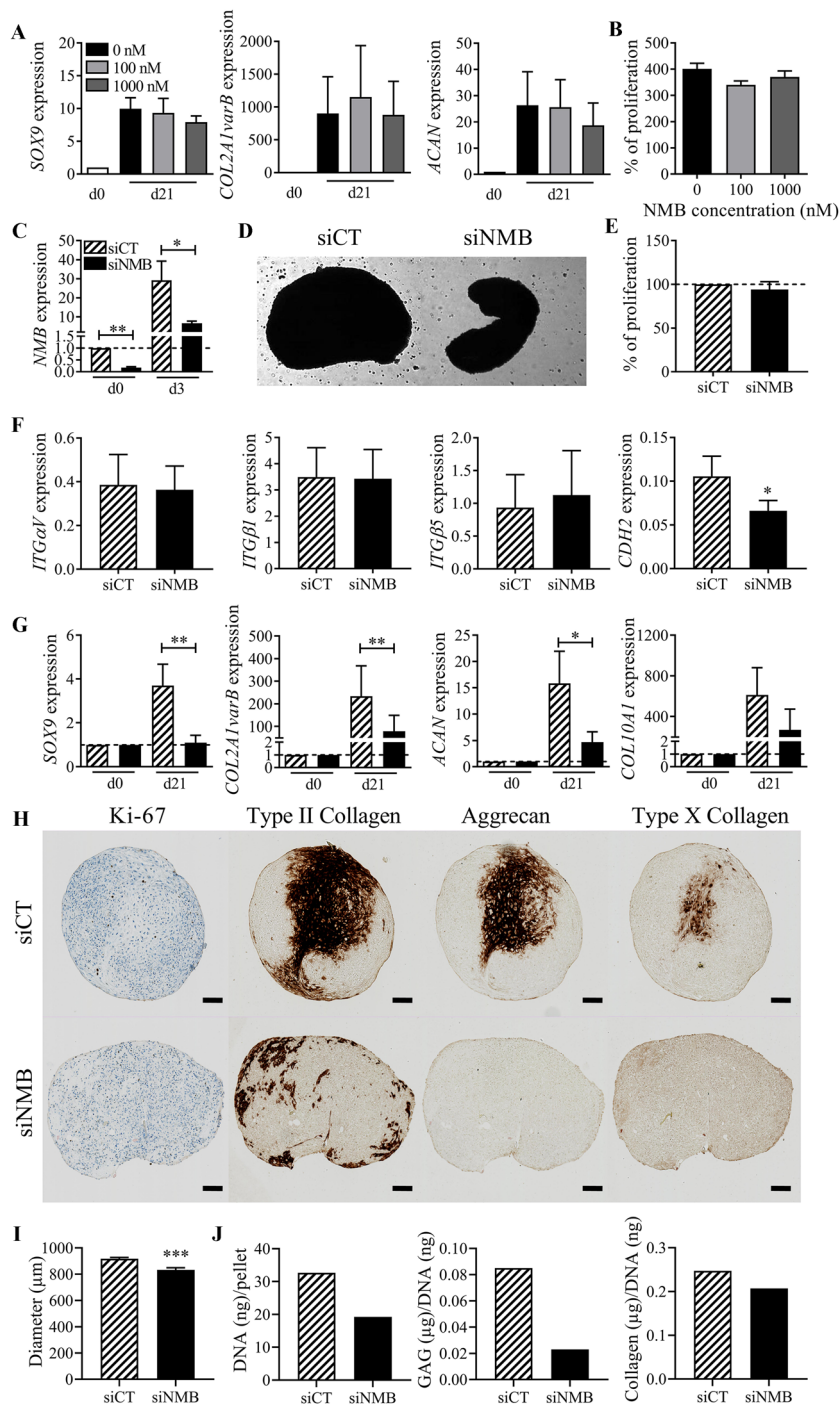 A
SOX9 expression
20
15
10
5
0
0 nM
100 nM
1000 nM
d0
d21
COL2A1varB expression
2000
1500
1000
500
0
d0
d21
ACAN expression
50
40
30
20
10
0
d0
d21
B
% of proliferation
500
400
300
200
100
0
0
100
1000
NMB concentration (nM)
C
NMB expression
50
40
30
20
10
1.5
1.0
0.5
0.0
siCT
siNMB
**
*
d0
d3
D
siCT
siNMB
E
% of proliferation
150
100
50
0
siCT
siNMB
F
ITGαV expression
0.6
0.4
0.2
0.0
siCT
siNMB
ITGβ1 expression
6
5
4
3
2
1
0
siCT
siNMB
ITGβ5 expression
2.0
1.5
1.0
0.5
0.0
siCT
siNMB
CDH2 expression
0.15
0.10
0.05
0.00
*
siCT
siNMB
G
SOX9 expression
6
4
2
0
**
d0
d21
COL2A1varB expression
500
400
300
200
100
2
1
0
**
d0
d21
ACAN expression
25
20
15
10
5
0
*
d0
d21
COL10A1 expression
1200
800
400
2
1
0
d0
d21
H
Ki-67
Type II Collagen
Aggrecan
Type X Collagen
siCT
siNMB
I
Diameter (µm)
1000
800
600
400
200
0
***
siCT
siNMB
J
DNA (ng)/pellet
40
30
20
10
0
siCT
siNMB
GAG (µg)/DNA (ng)
0.10
0.08
0.06
0.04
0.02
0.00
siCT
siNMB
Collagen (µg)/DNA (ng)
0.3
0.2
0.1
0.0
siCT
siNMB